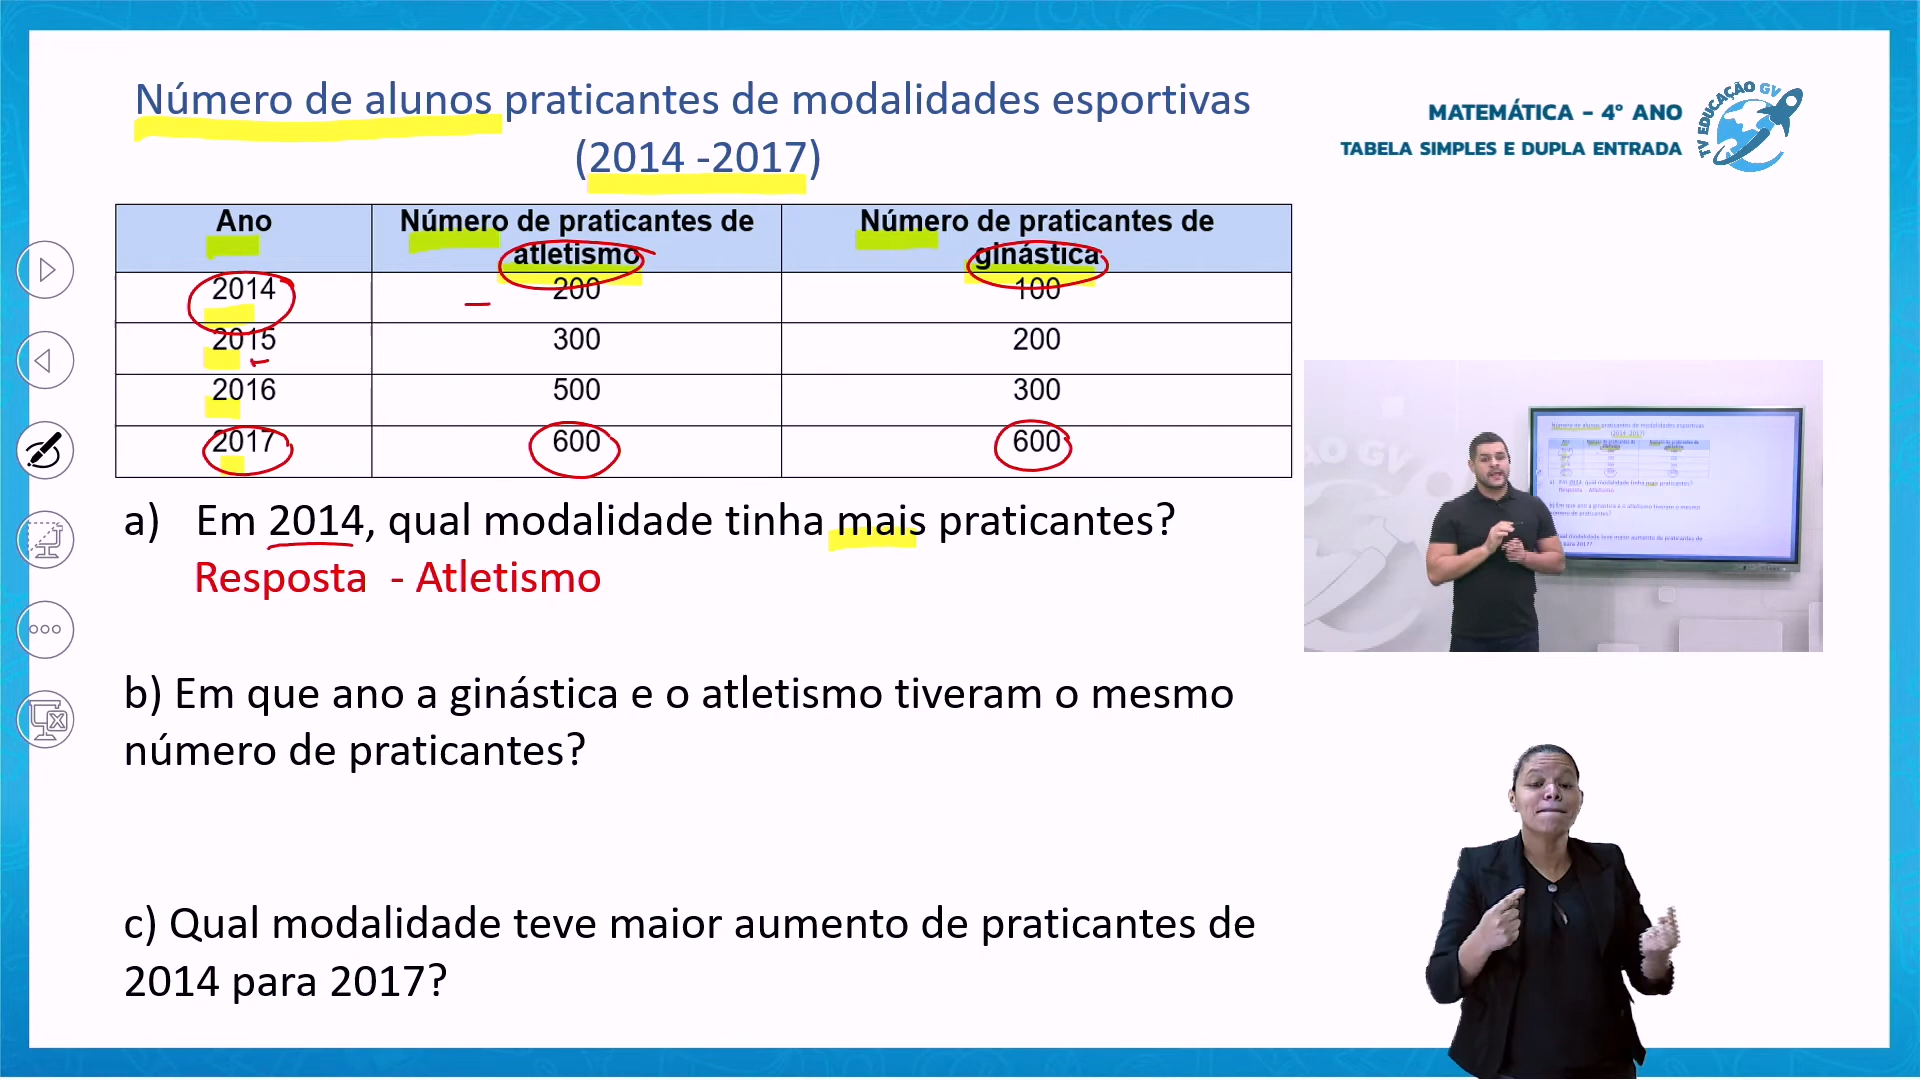 Número de alunos praticantes de modalidades esportivas
(2014 -2017)
MATEMÁTICA - 4º ANO
TABELA SIMPLES E DUPLA ENTRADA
TV EDUCAÇÃO GV
Ano Número de praticantes de atletismo Número de praticantes de ginástica
2014 200 100
2015 300 200
2016 500 300
2017 600 600
a) Em 2014, qual modalidade tinha mais praticantes?
Resposta - Atletismo
b) Em que ano a ginástica e o atletismo tiveram o mesmo
número de praticantes?
c) Qual modalidade teve maior aumento de praticantes de
2014 para 2017?